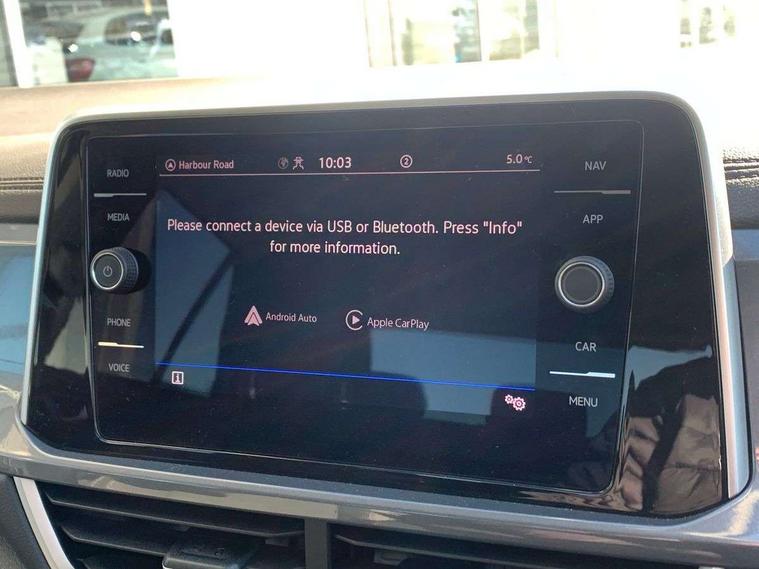 RADIO
MEDIA
PHONE
VOICE
Harbour Road 10:03 2 5.0°C
Please connect a device via USB or Bluetooth. Press "Info"
for more information.
Android Auto Apple CarPlay
i
NAV
APP
CAR
MENU